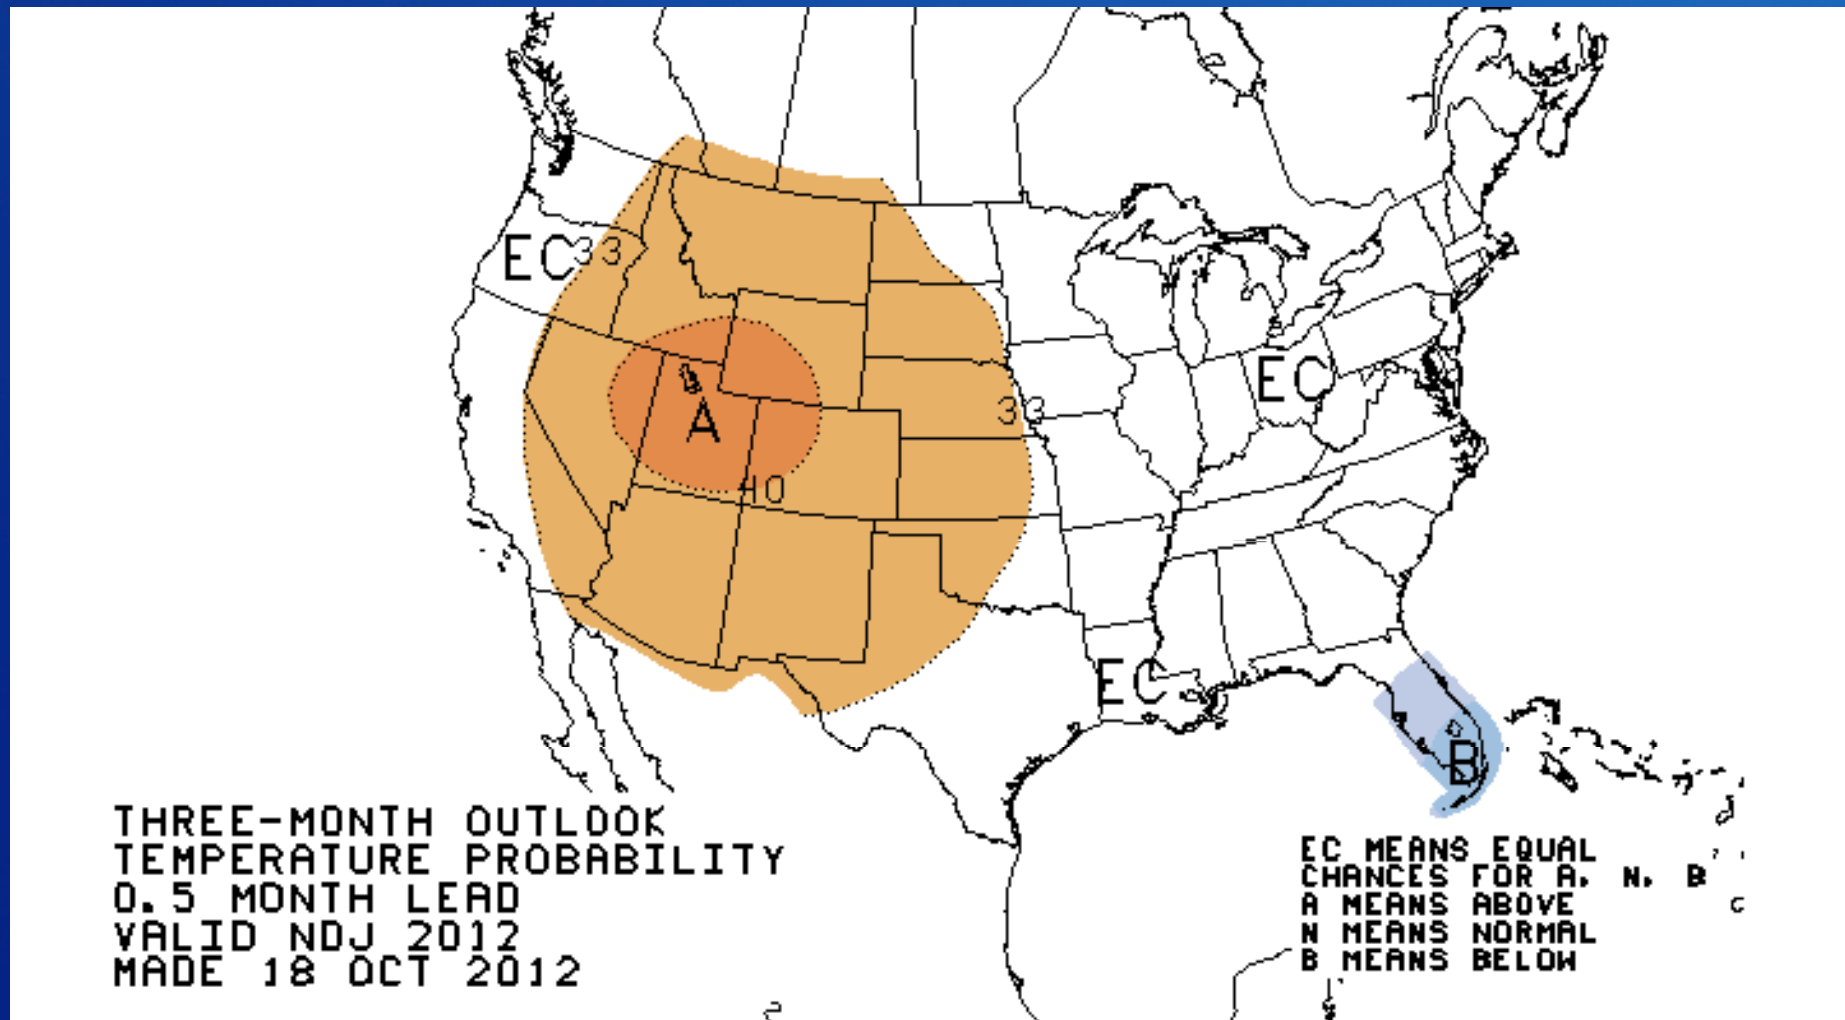 EC 33
33
EC
A
40
EC
B
THREE-MONTH OUTLOOK
TEMPERATURE PROBABILITY
0.5 MONTH LEAD
VALID NDJ 2012
MADE 18 OCT 2012
EC MEANS EQUAL
CHANCES FOR A, N, B
A MEANS ABOVE
N MEANS NORMAL
B MEANS BELOW